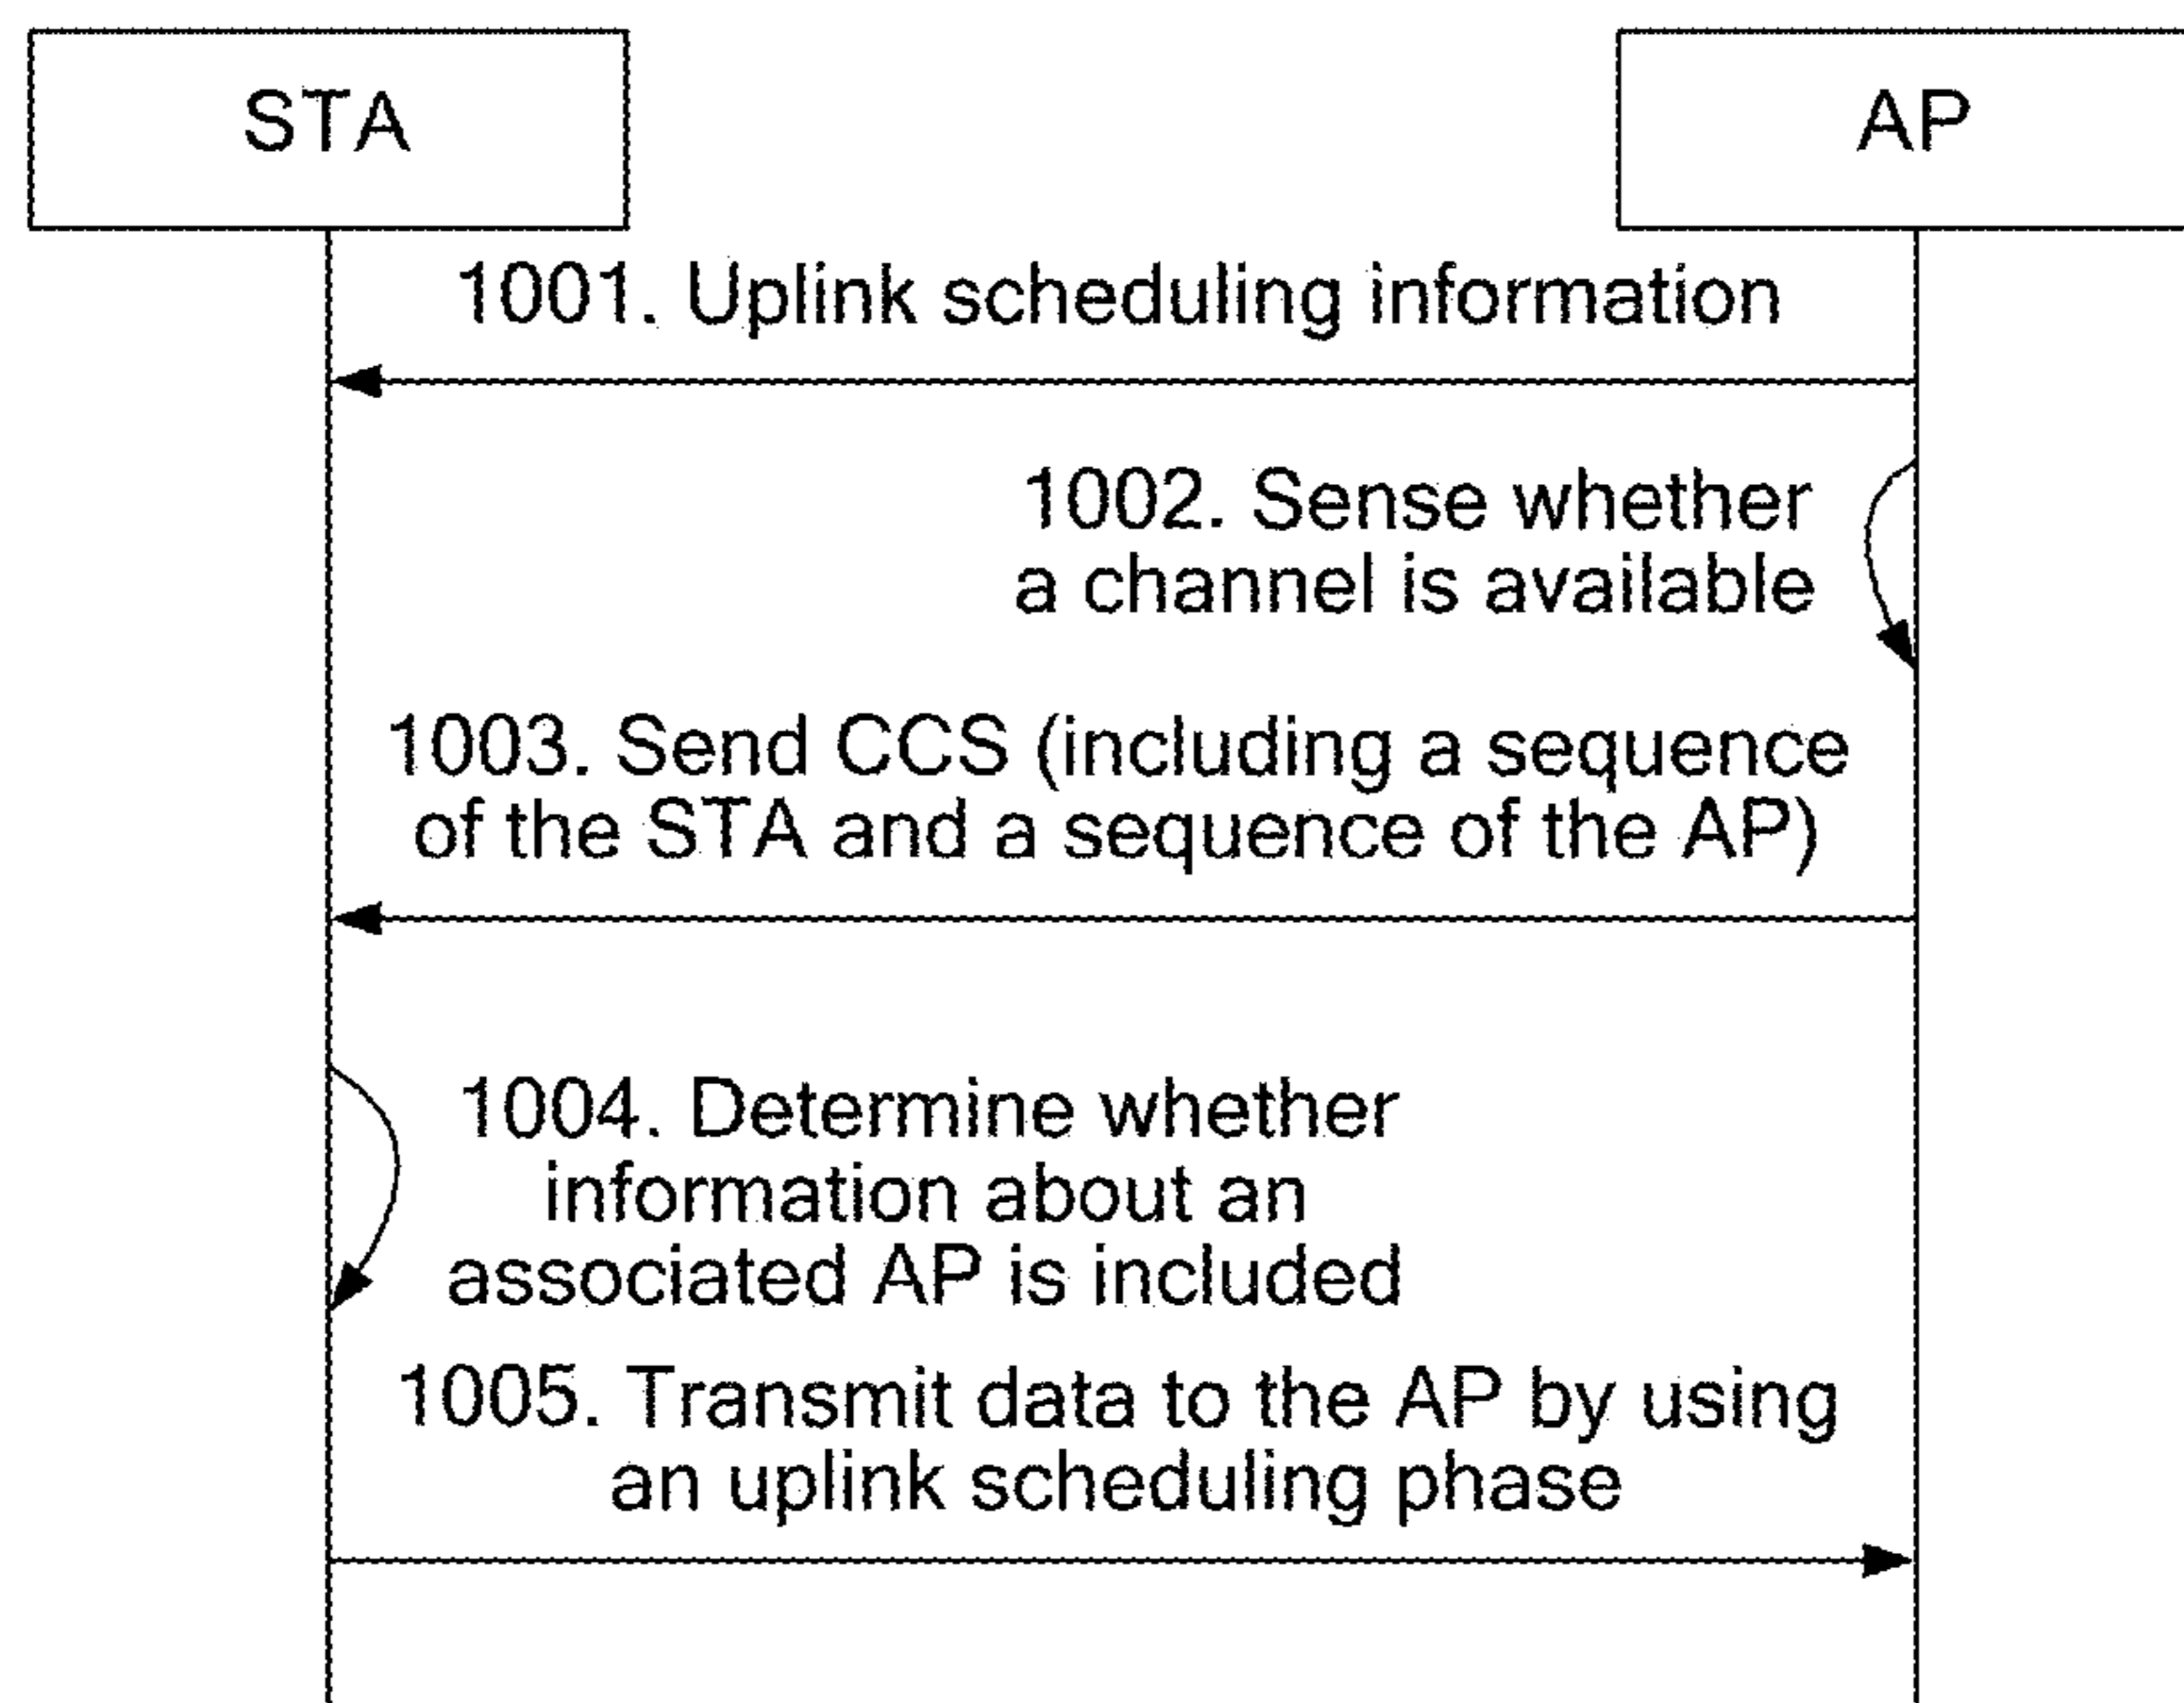 STA
AP
1001. Uplink scheduling information
1002. Sense whether
a channel is available
1003. Send CCS (including a sequence
of the STA and a sequence of the AP)
1004. Determine whether
information about an
associated AP is included
1005. Transmit data to the AP by using
an uplink scheduling phase